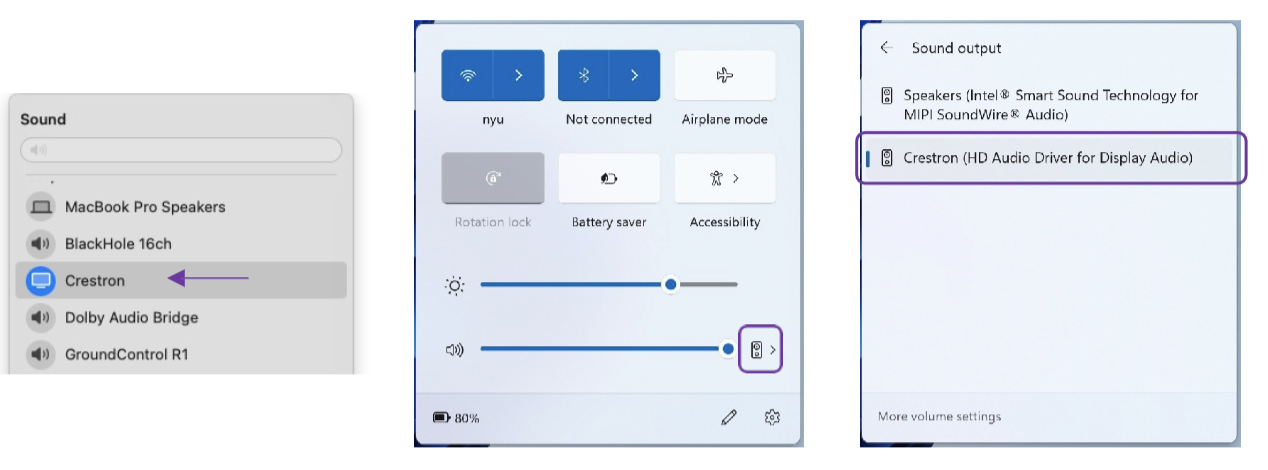 Sound
MacBook Pro Speakers
BlackHole 16ch
Crestron
Dolby Audio Bridge
GroundControl R1
nyu
Not connected
Airplane mode
Rotation lock
Battery saver
Accessibility
80%
Sound output
Speakers (Intel® Smart Sound Technology for
MIPI SoundWire® Audio)
Crestron (HD Audio Driver for Display Audio)
More volume settings